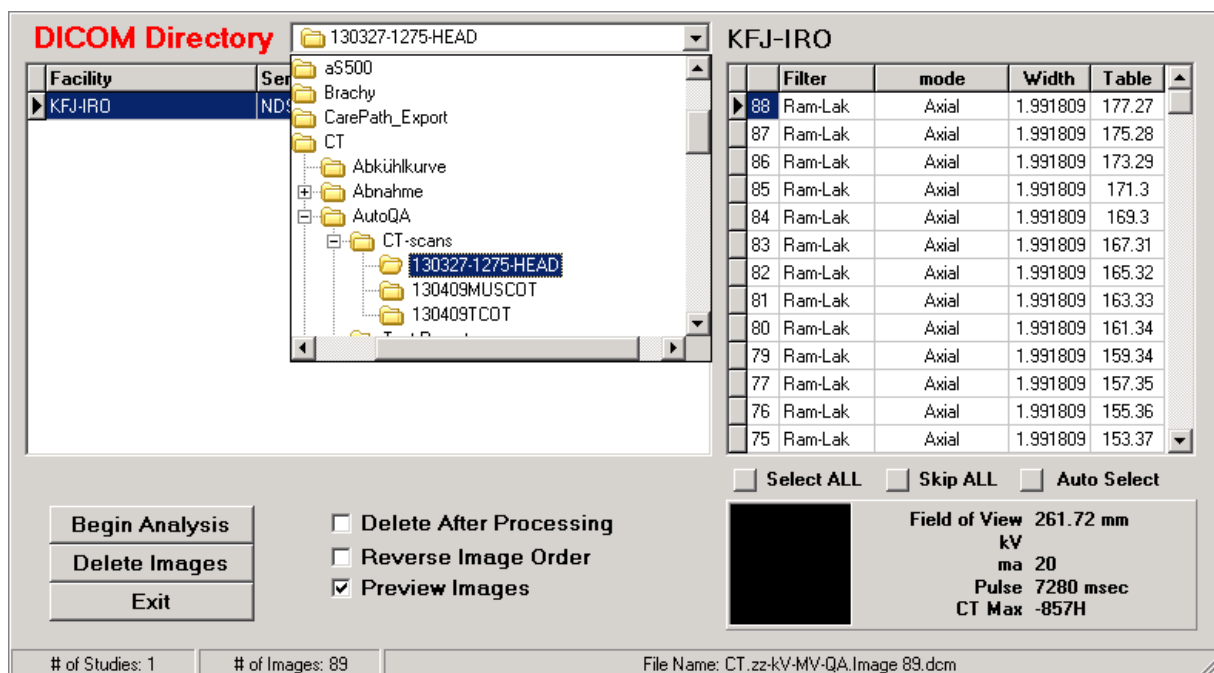 DICOM Directory
130327-1275-HEAD
KFJ-IRO
Facility
Ser
KFJ-IRO
NDS
aS500
Brachy
CarePath_Export
CT
Abkühlkurve
Abnahme
AutoQA
CT-scans
130327-1275-HEAD
130409MUSCOT
130409TCOT
Filter mode Width Table
88 Ram-Lak Axial 1.991809 177.27
87 Ram-Lak Axial 1.991809 175.28
86 Ram-Lak Axial 1.991809 173.29
85 Ram-Lak Axial 1.991809 171.3
84 Ram-Lak Axial 1.991809 169.3
83 Ram-Lak Axial 1.991809 167.31
82 Ram-Lak Axial 1.991809 165.32
81 Ram-Lak Axial 1.991809 163.33
80 Ram-Lak Axial 1.991809 161.34
79 Ram-Lak Axial 1.991809 159.34
77 Ram-Lak Axial 1.991809 157.35
76 Ram-Lak Axial 1.991809 155.36
75 Ram-Lak Axial 1.991809 153.37
Select ALL Skip ALL Auto Select
Begin Analysis
Delete Images
Exit
Delete After Processing
Reverse Image Order
Preview Images
Field of View 261.72 mm
kV
ma 20
Pulse 7280 msec
CT Max -857H
# of Studies: 1
# of Images: 89
File Name: CT.zz-kV-MV-QA.Image 89.dcm